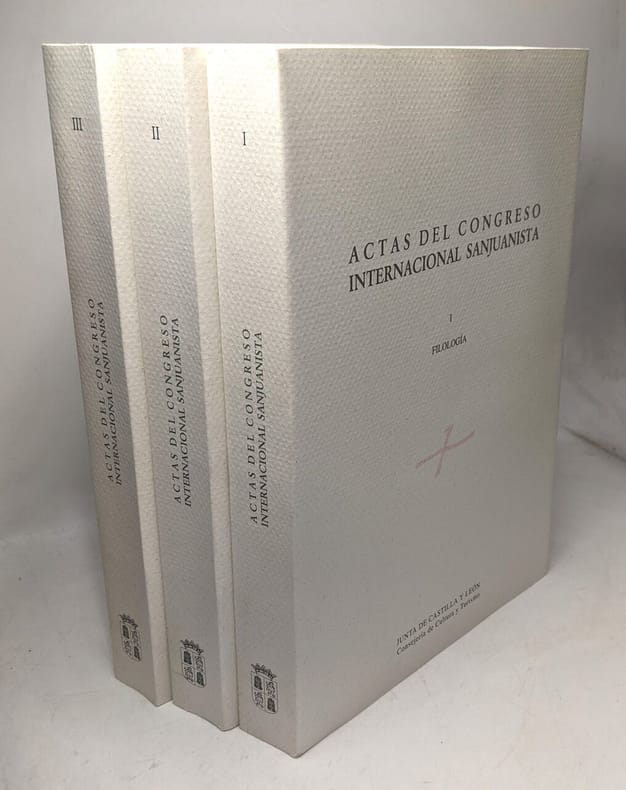 III
ACTAS DEL CONGRESO
INTERNACIONAL SANJUANISTA
II
ACTAS DEL CONGRESO
INTERNACIONAL SANJUANISTA
I
ACTAS DEL CONGRESO
INTERNACIONAL SANJUANISTA
ACTAS DEL CONGRESO
INTERNACIONAL SANJUANISTA
I
FILOLOGÍA
JUNTA DE CASTILLA Y LEÓN
Consejería de Cultura y Turismo